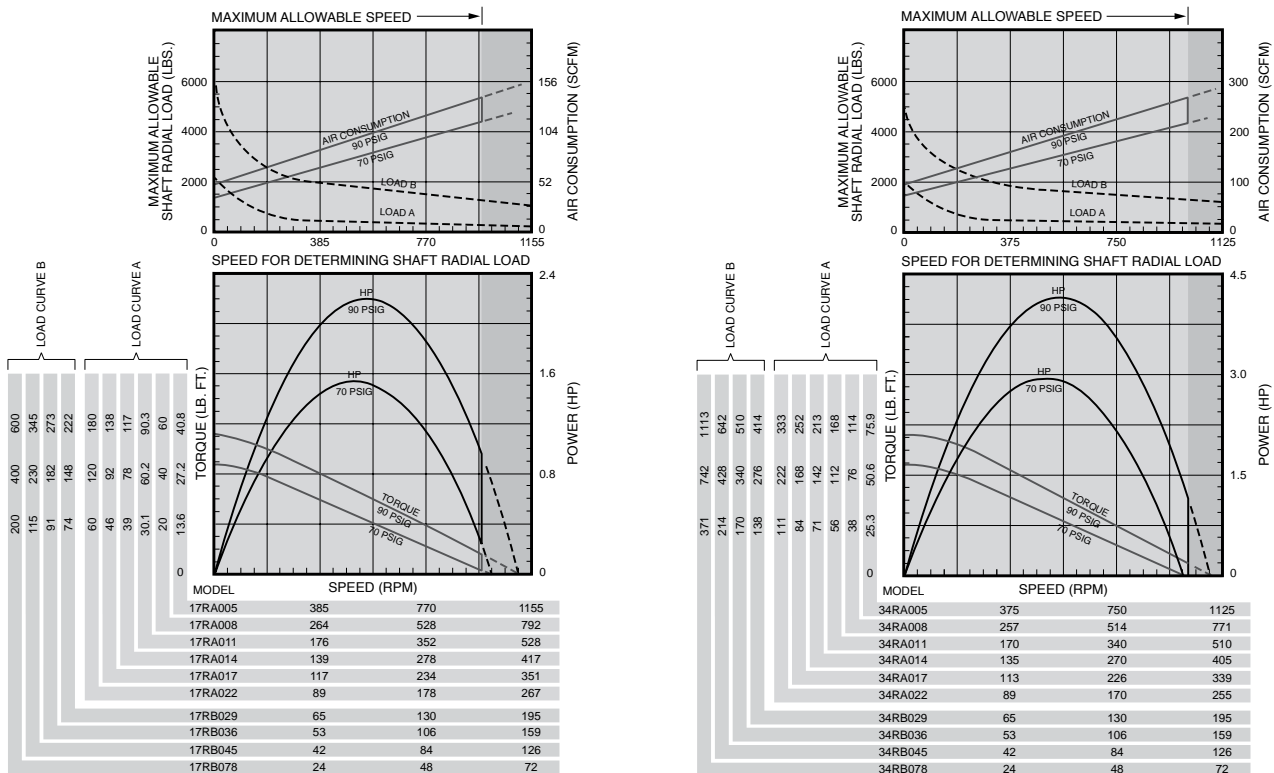 MAXIMUM ALLOWABLE SPEED
MAXIMUM ALLOWABLE
SHAFT RADIAL LOAD (LBS.)
6000
4000
2000
0
AIR CONSUMPTION
90 PSIG
70 PSIG
LOAD B
LOAD A
156
104
52
0
AIR CONSUMPTION (SCFM)
0 385 770 1155
SPEED FOR DETERMINING SHAFT RADIAL LOAD
LOAD CURVE B
LOAD CURVE A
600 345 273 222 180 138 117 90.3 60 40.8
400 230 182 148 120 92 78 60.2 40 27.2
200 115 91 74 60 46 39 30.1 20 13.6
0
TORQUE (LB. FT.)
HP
90 PSIG
HP
70 PSIG
TORQUE
90 PSIG
70 PSIG
2.4
1.6
0.8
0
POWER (HP)
MODEL SPEED (RPM)
17RA005 385 770 1155
17RA008 264 528 792
17RA011 176 352 528
17RA014 139 278 417
17RA017 117 234 351
17RA022 89 178 267
17RB029 65 130 195
17RB036 53 106 159
17RB045 42 84 126
17RB078 24 48 72
MAXIMUM ALLOWABLE SPEED
MAXIMUM ALLOWABLE
SHAFT RADIAL LOAD (LBS.)
6000
4000
2000
0
AIR CONSUMPTION
90 PSIG
70 PSIG
LOAD B
LOAD A
300
200
100
0
AIR CONSUMPTION (SCFM)
0 375 750 1125
SPEED FOR DETERMINING SHAFT RADIAL LOAD
LOAD CURVE B
LOAD CURVE A
1113 642 510 414 333 252 213 168 114 75.9
742 428 340 276 222 168 142 112 76 50.6
371 214 170 138 111 84 71 56 38 25.3
0
TORQUE (LB. FT.)
HP
90 PSIG
HP
70 PSIG
TORQUE
90 PSIG
70 PSIG
4.5
3.0
1.5
0
POWER (HP)
MODEL SPEED (RPM)
34RA005 375 750 1125
34RA008 257 514 771
34RA011 170 340 510
34RA014 135 270 405
34RA017 113 226 339
34RA022 89 170 255
34RB029 65 130 195
34RB036 53 106 159
34RB045 42 84 126
34RB078 24 48 72